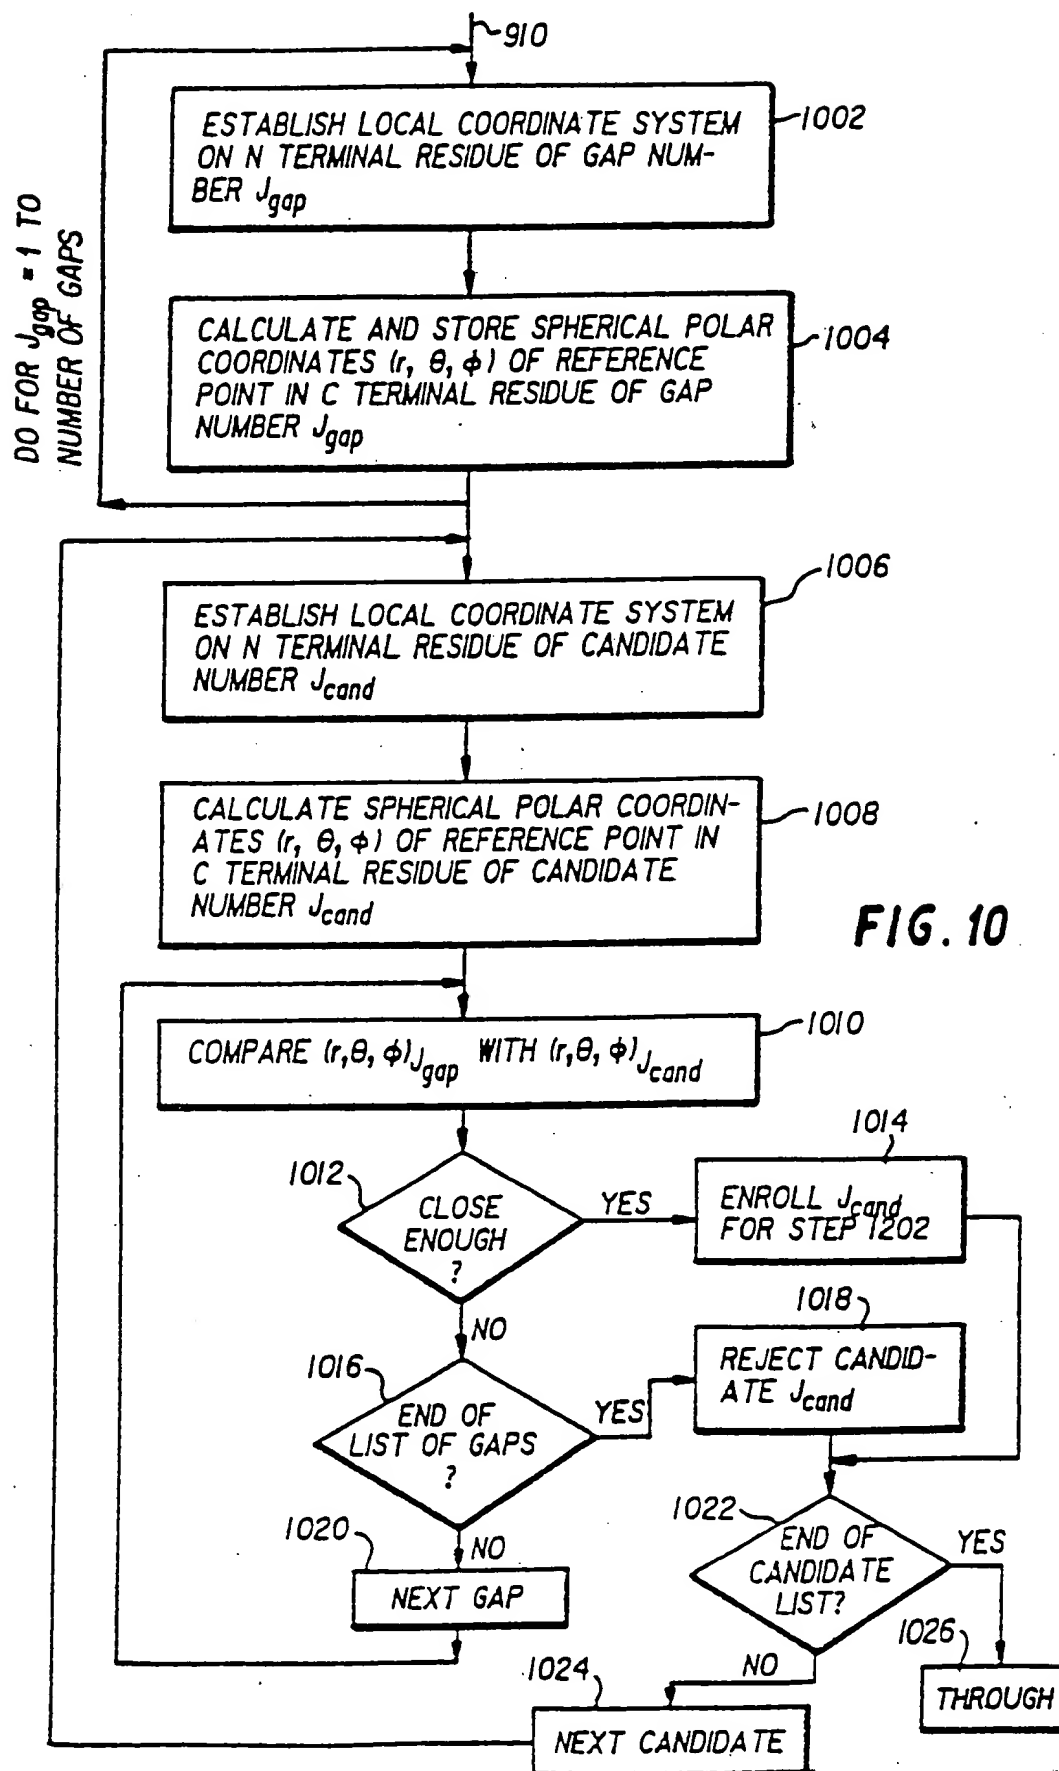 910
ESTABLISH LOCAL COORDINATE SYSTEM
ON N TERMINAL RESIDUE OF GAP NUM-
BER Jgap
1002
DO FOR Jgap = 1 TO
NUMBER OF GAPS
CALCULATE AND STORE SPHERICAL POLAR
COORDINATES (r, θ, ϕ) OF REFERENCE
POINT IN C TERMINAL RESIDUE OF GAP
NUMBER Jgap
1004
ESTABLISH LOCAL COORDINATE SYSTEM
ON N TERMINAL RESIDUE OF CANDIDATE
NUMBER Jcand
1006
CALCULATE SPHERICAL POLAR COORDIN-
ATES (r, θ, ϕ) OF REFERENCE POINT IN
C TERMINAL RESIDUE OF CANDIDATE
NUMBER Jcand
1008
FIG. 10
COMPARE (r,θ, ϕ)Jgap WITH (r,θ, ϕ)Jcand
1010
1012
CLOSE
ENOUGH
?
YES
1014
ENROLL Jcand
FOR STEP 1202
NO
1016
END OF
LIST OF GAPS
?
YES
1018
REJECT CANDID-
ATE Jcand
NO
1020
NEXT GAP
1022
END OF
CANDIDATE
LIST?
YES
1026
THROUGH
NO
1024
NEXT CANDIDATE